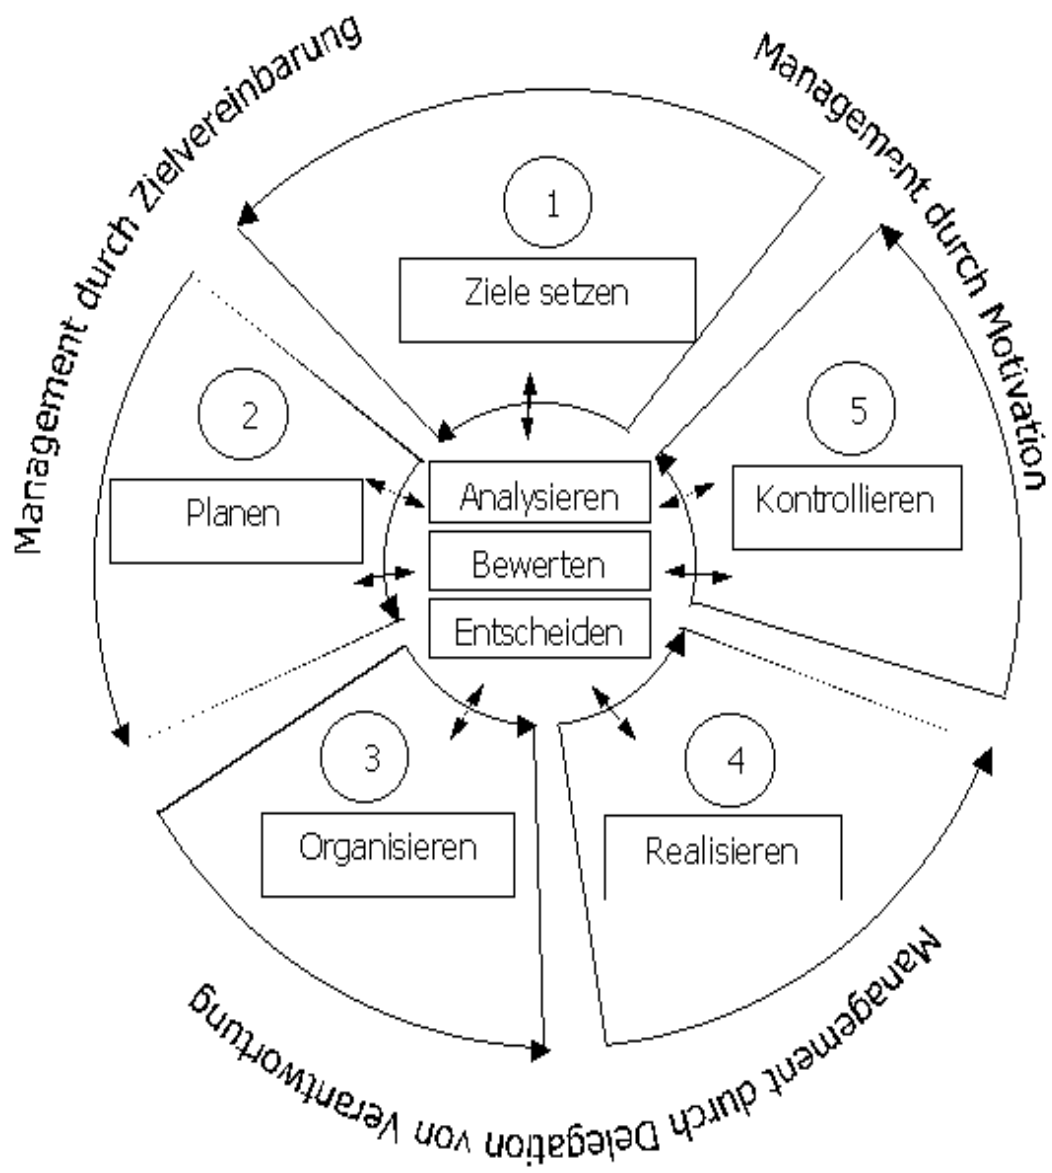 Management durch Zielvereinbarung
Management durch Motivation
1
Ziele setzen
2
Planen
5
Kontrollieren
Analysieren
Bewerten
Entscheiden
3
Organisieren
4
Realisieren
Management durch Delegation von Verantwortung